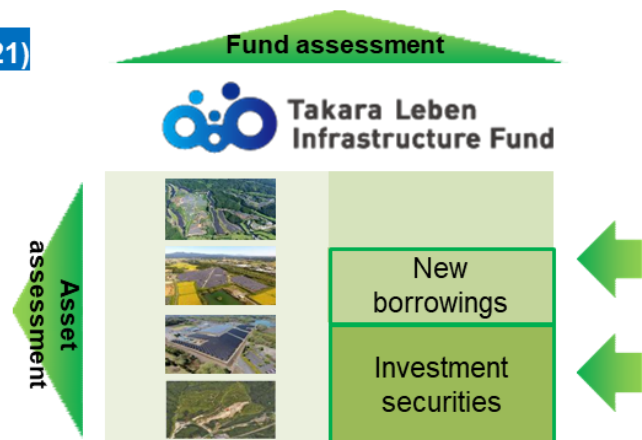 21)
Fund assessment
Takara Leben
Infrastructure Fund
Asset
assessment
New
borrowings
Investment
securities